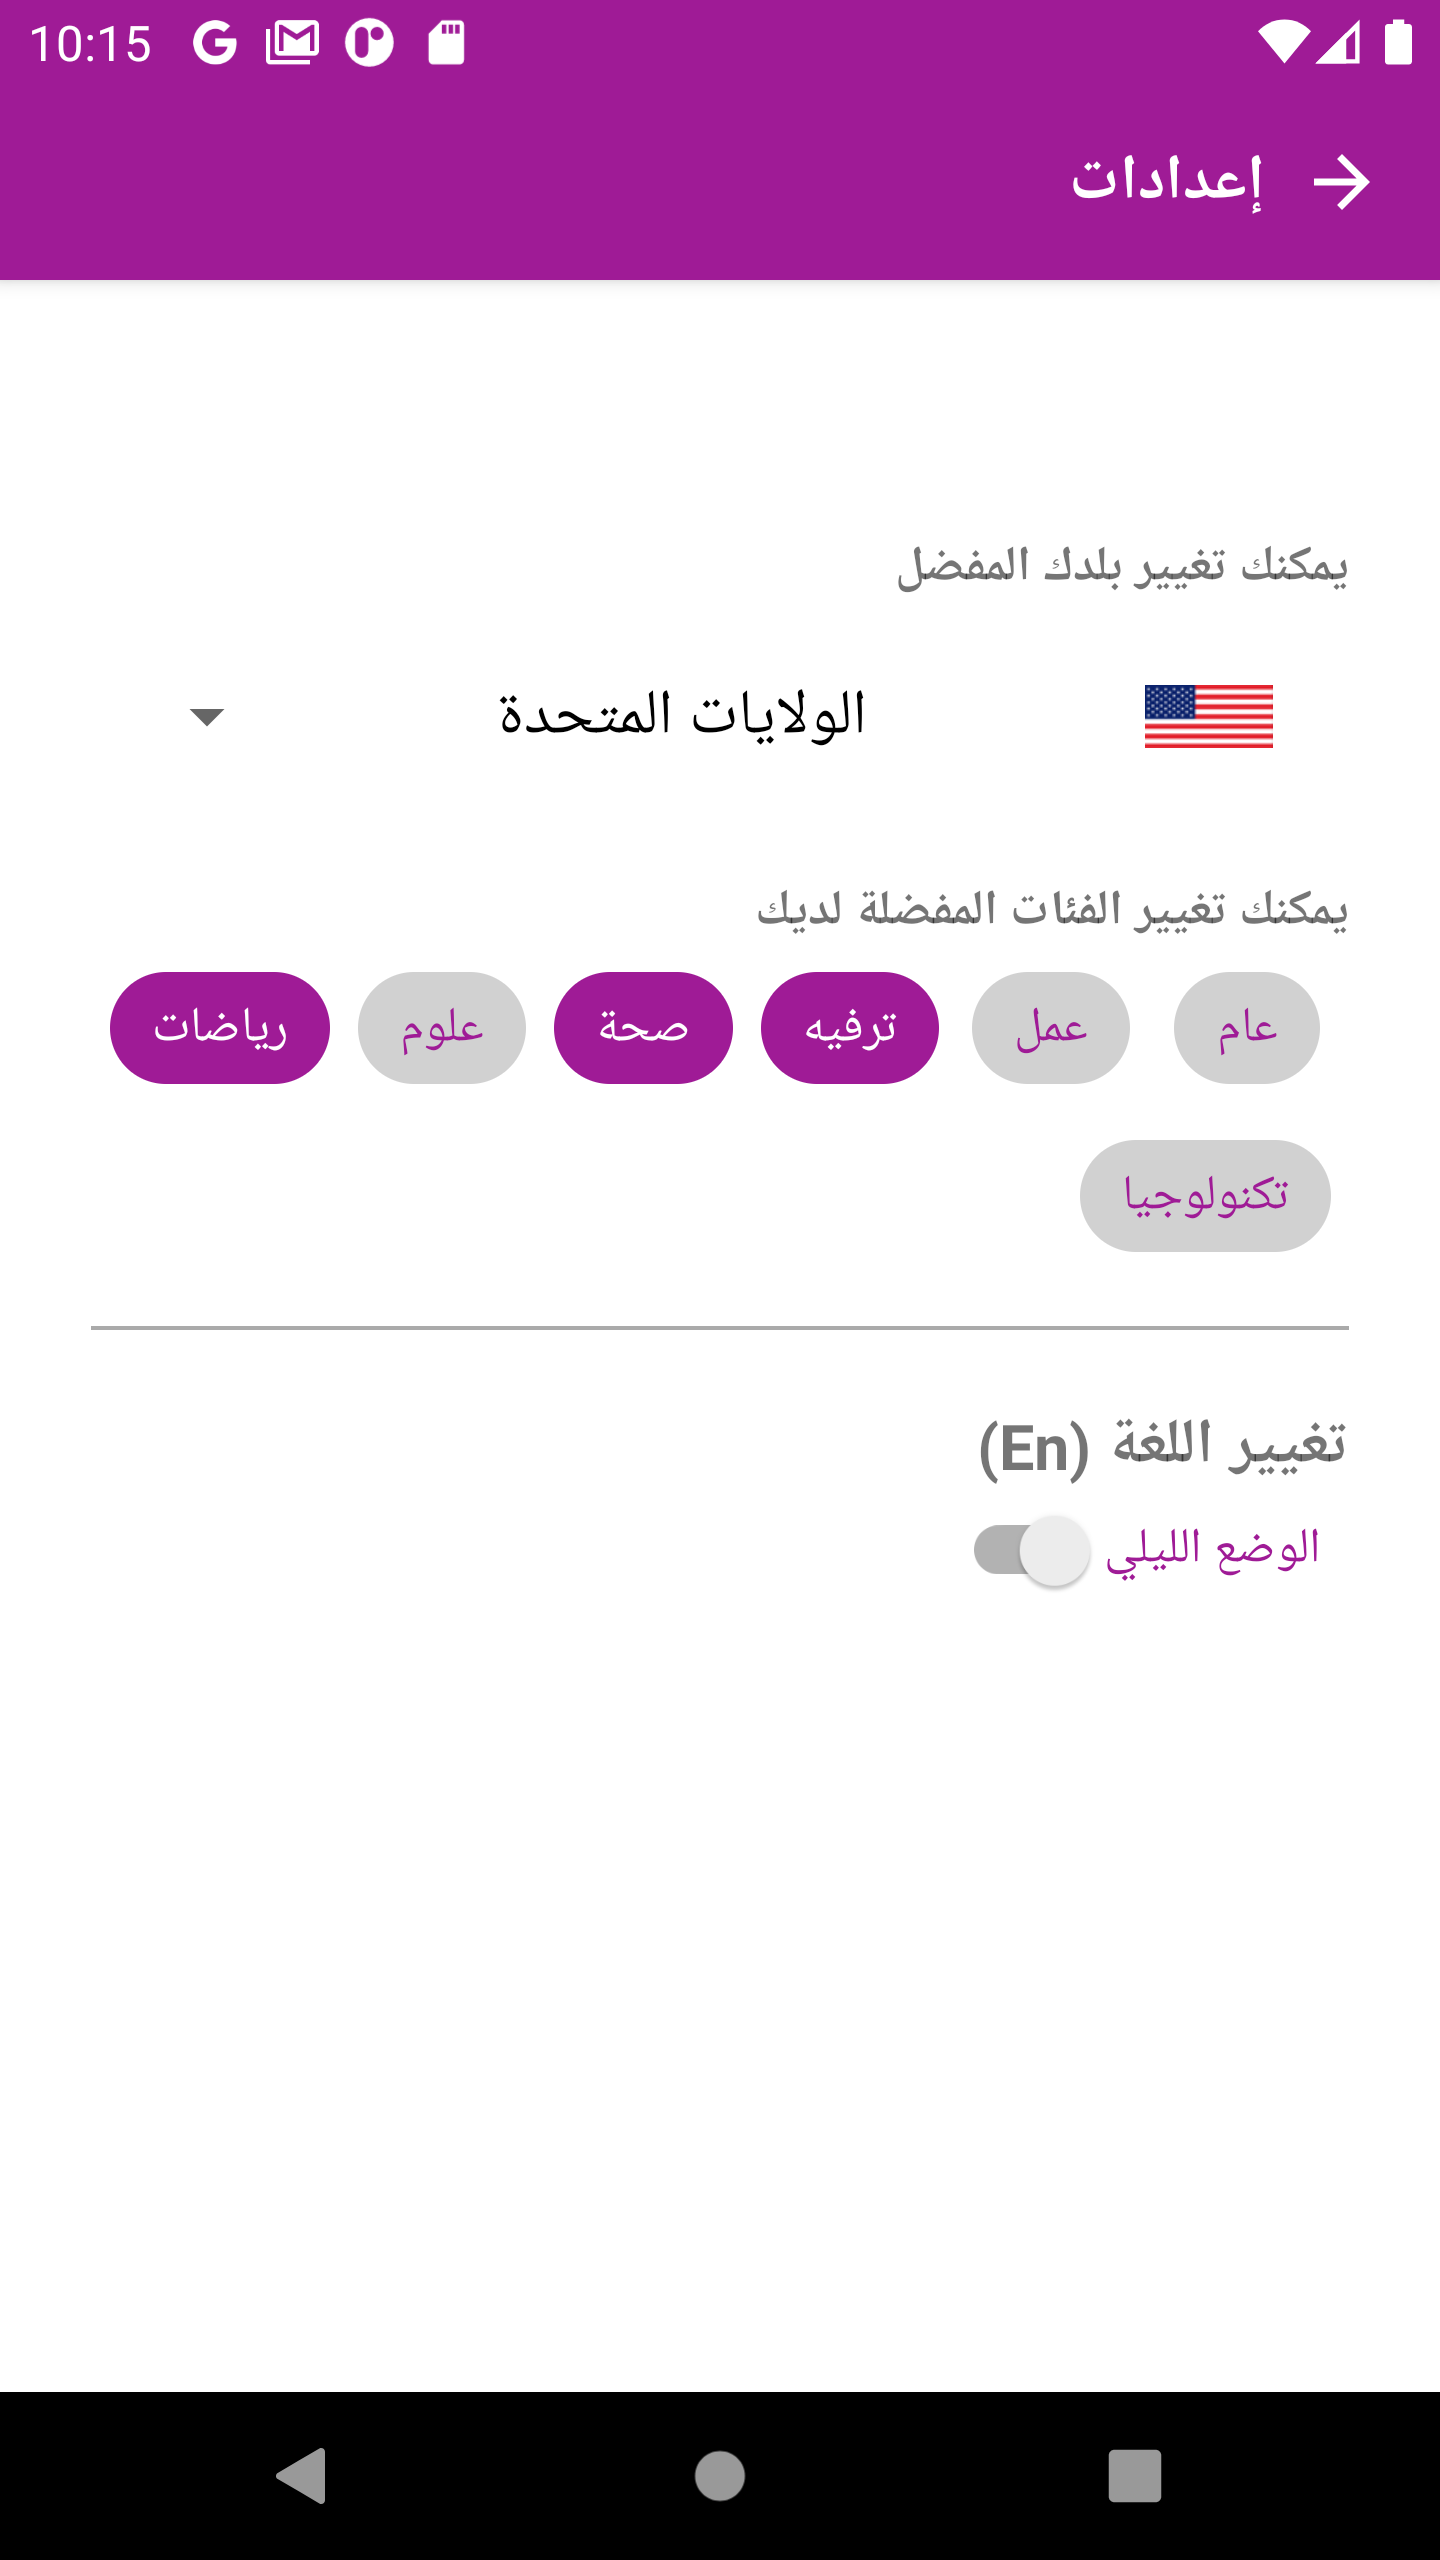 10:15
إعدادات
يمكنك تغيير بلدك المفضل
الولايات المتحدة
يمكنك تغيير الفئات المفضلة لديك
عام عمل ترفيه صحة علوم رياضات
تكنولوجيا
تغيير اللغة (En)
الوضع الليلي